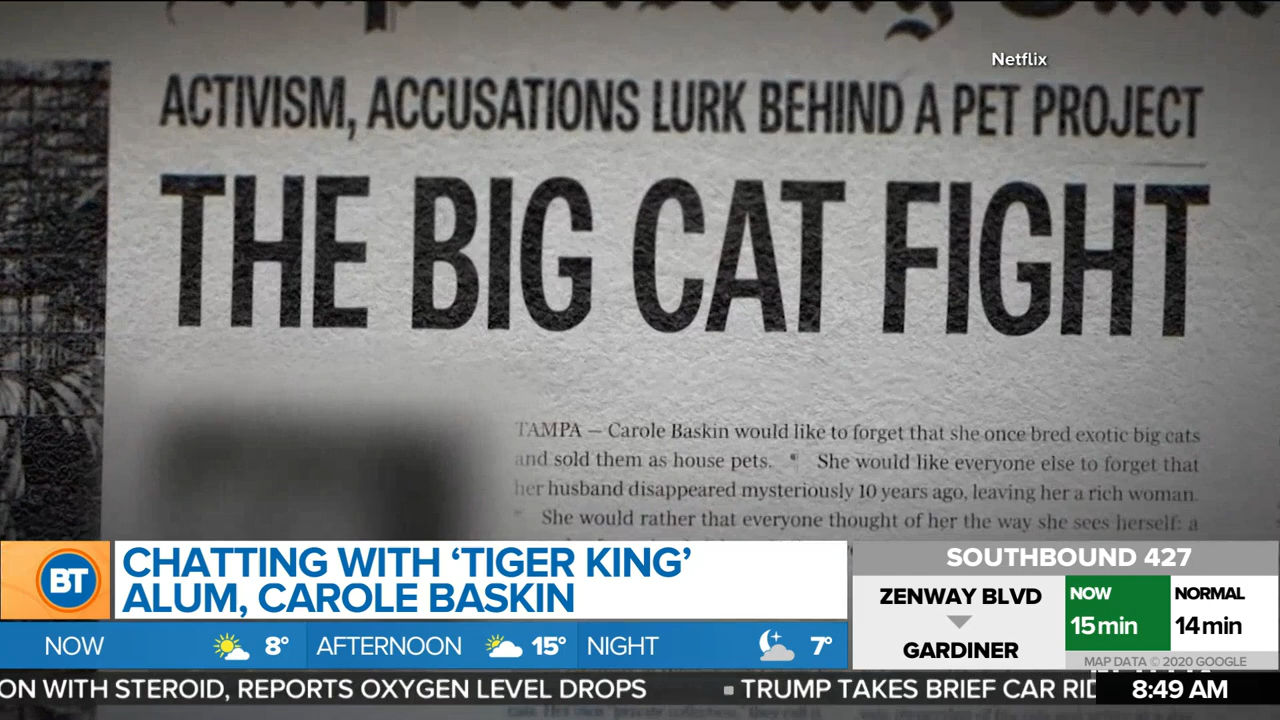 Netflix
ACTIVISM, ACCUSATIONS LURK BEHIND A PET PROJECT
THE BIG CAT FIGHT
TAMPA — Carole Baskin would like to forget that she once bred exotic big cats
and sold them as house pets. • She would like everyone else to forget that
her husband disappeared mysteriously 10 years ago, leaving her a rich woman.
She would rather that everyone thought of her the way she sees herself: a
BT
CHATTING WITH ‘TIGER KING’
ALUM, CAROLE BASKIN
NOW 8° AFTERNOON 15° NIGHT 7°
SOUTHBOUND 427
ZENWAY BLVD
GARDINER
NOW
15 min
NORMAL
14 min
MAP DATA © 2020 GOOGLE
ON WITH STEROID, REPORTS OXYGEN LEVEL DROPS ▪ TRUMP TAKES BRIEF CAR RID
8:49 AM